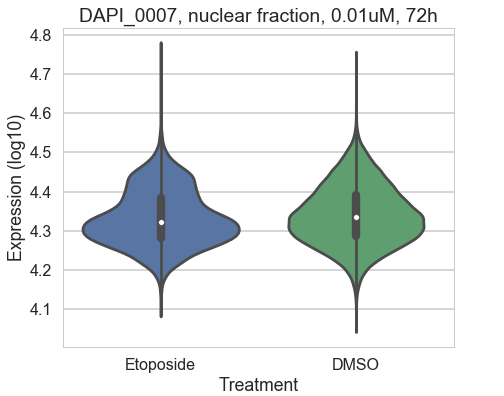 DAPI_0007, nuclear fraction, 0.01uM, 72h
Expression (log10)
4.8
4.7
4.6
4.5
4.4
4.3
4.2
4.1
Etoposide DMSO
Treatment